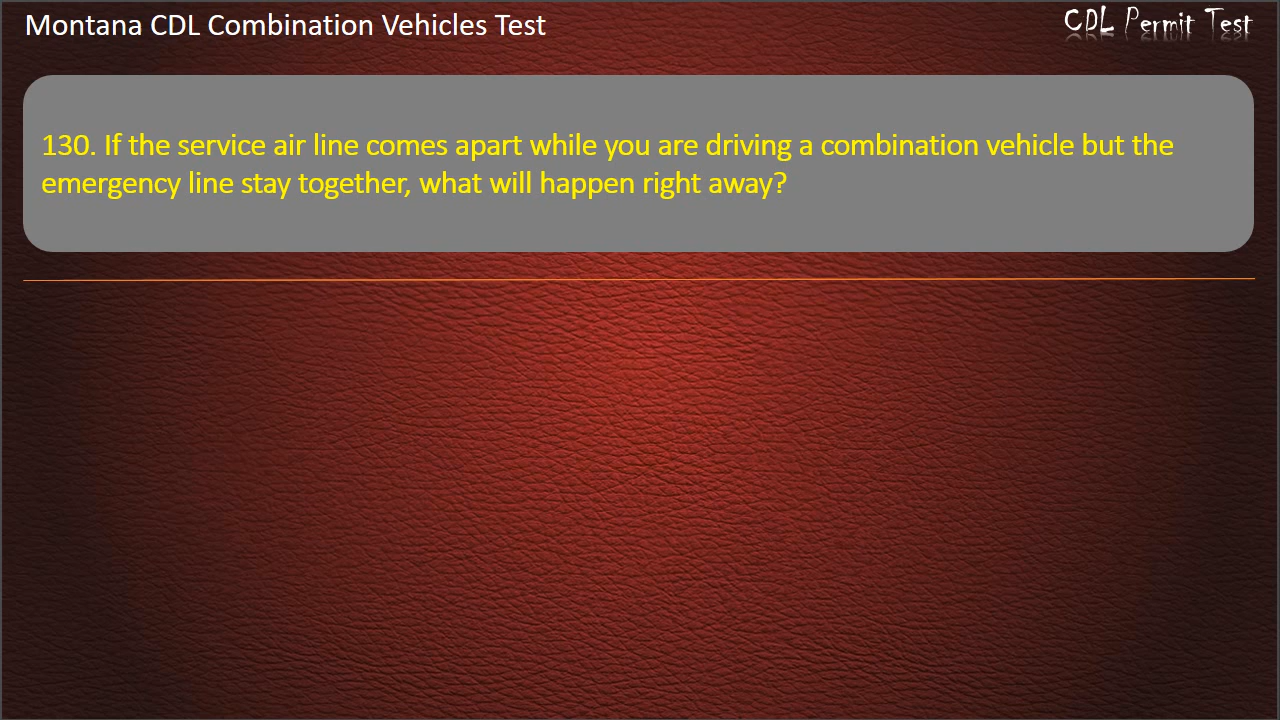 Montana CDL Combination Vehicles Test
CDL Permit Test
130. If the service air line comes apart while you are driving a combination vehicle but the
emergency line stay together, what will happen right away?